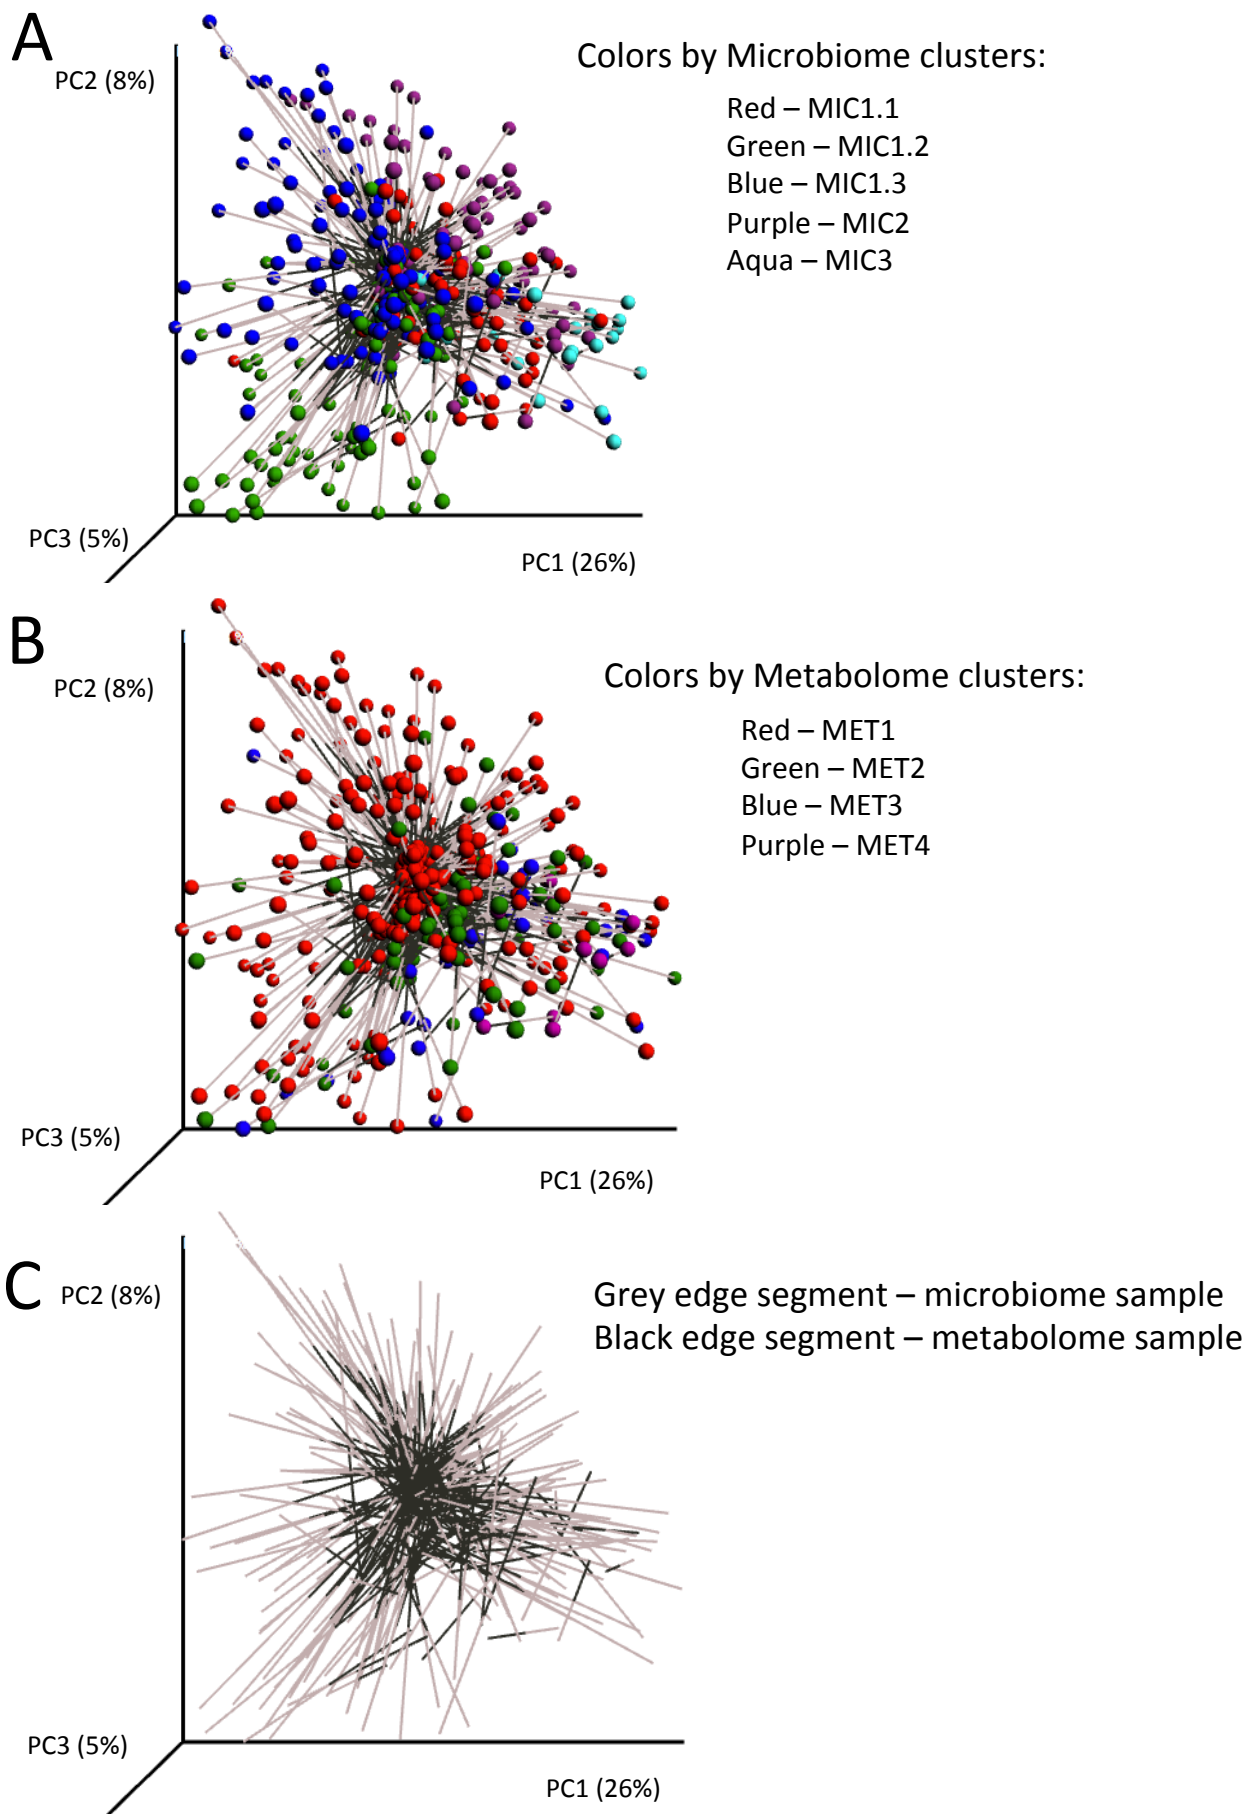 A
PC2 (8%)
Colors by Microbiome clusters:
Red – MIC1.1
Green – MIC1.2
Blue – MIC1.3
Purple – MIC2
Aqua – MIC3
PC3 (5%)
PC1 (26%)
B
PC2 (8%)
Colors by Metabolome clusters:
Red – MET1
Green – MET2
Blue – MET3
Purple – MET4
PC3 (5%)
PC1 (26%)
C
PC2 (8%)
Grey edge segment – microbiome sample
Black edge segment – metabolome sample
PC3 (5%)
PC1 (26%)